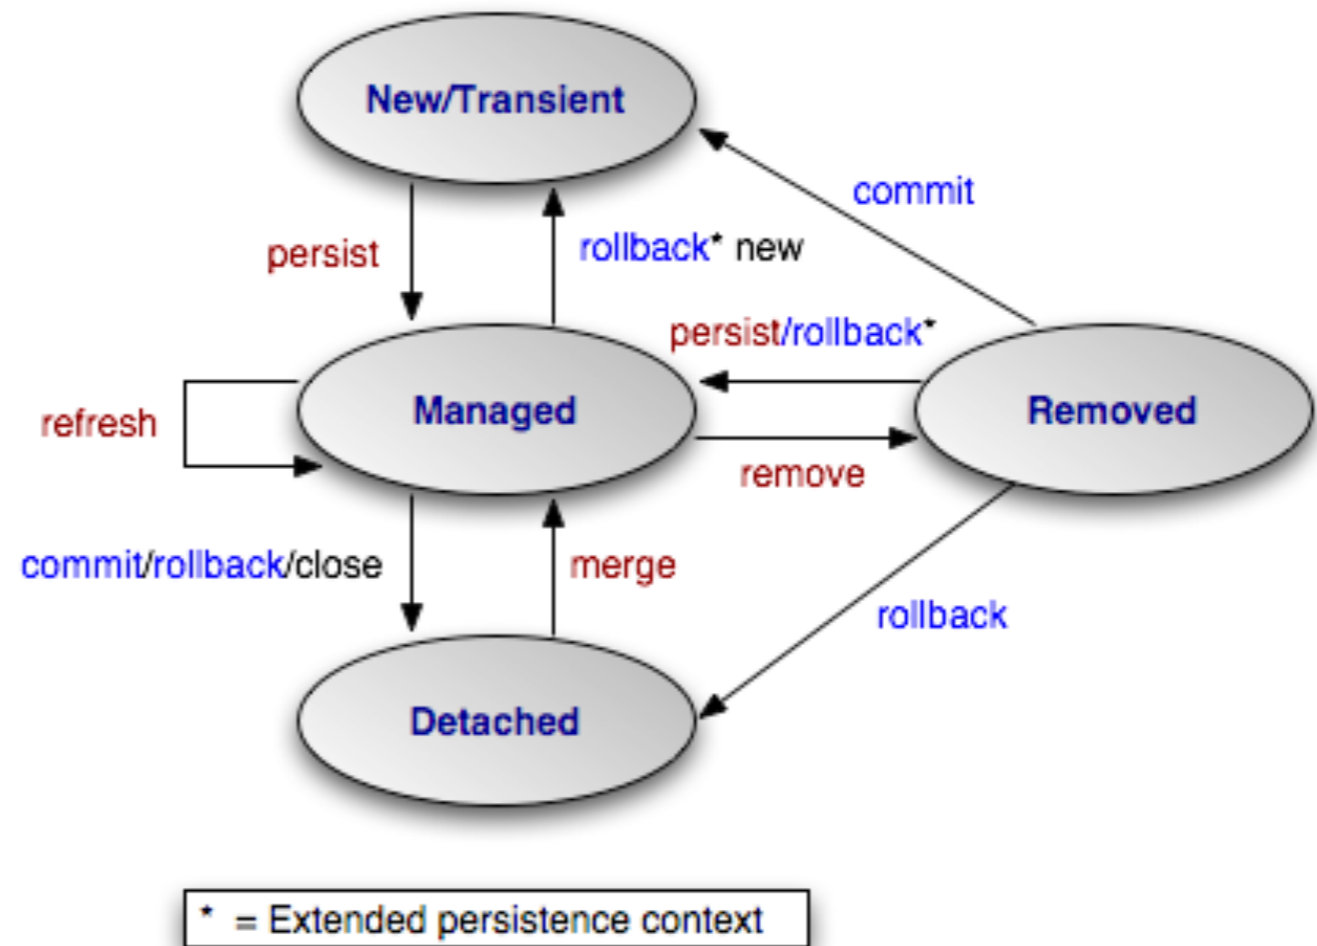 New/Transient
commit
persist
rollback* new
persist/rollback*
Managed
Removed
refresh
remove
commit/rollback/close
merge
rollback
Detached
* = Extended persistence context